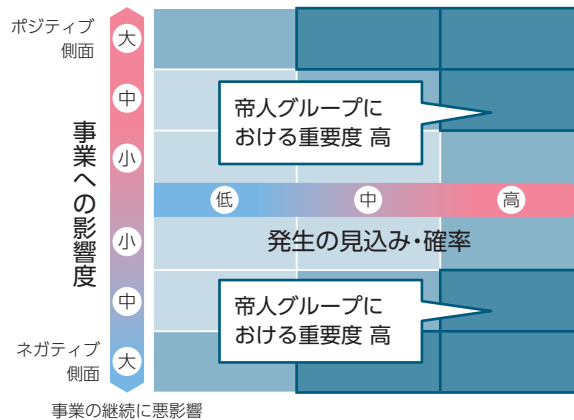 ポジティブ
側面
大
中
小
事業への影響度
小
中
大
ネガティブ
側面
事業の継続に悪影響
帝人グループに
おける重要度 高
低
中
高
発生の見込み・確率
帝人グループに
おける重要度 高